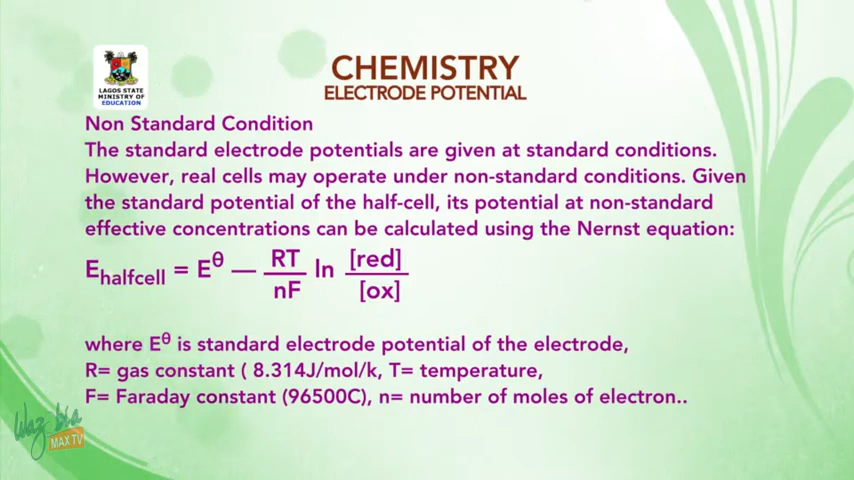 LAGOS STATE
MINISTRY OF
EDUCATION
CHEMISTRY
ELECTRODE POTENTIAL
Non Standard Condition
The standard electrode potentials are given at standard conditions.
However, real cells may operate under non-standard conditions. Given
the standard potential of the half-cell, its potential at non-standard
effective concentrations can be calculated using the Nernst equation:
E_halfcell = E^θ — RT/nF ln [red]/[ox]
where E^θ is standard electrode potential of the electrode,
R= gas constant ( 8.314J/mol/k, T= temperature,
F= Faraday constant (96500C), n= number of moles of electron..
Waz bia
MAX TV